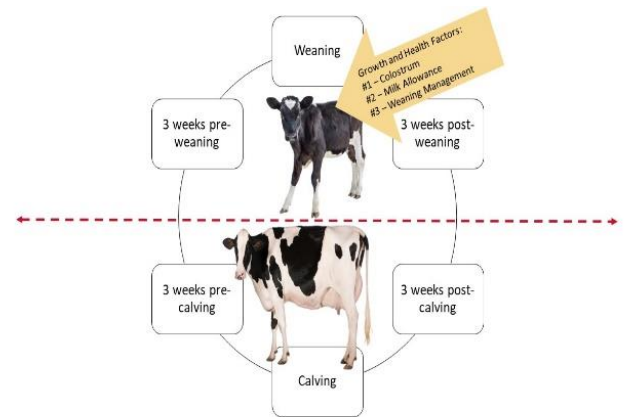 Weaning
Growth and Health Factors:
#1 – Colostrum
#2 – Milk Allowance
#3 – Weaning Management
3 weeks pre-
weaning
3 weeks post-
weaning
3 weeks pre-
calving
3 weeks post-
calving
Calving